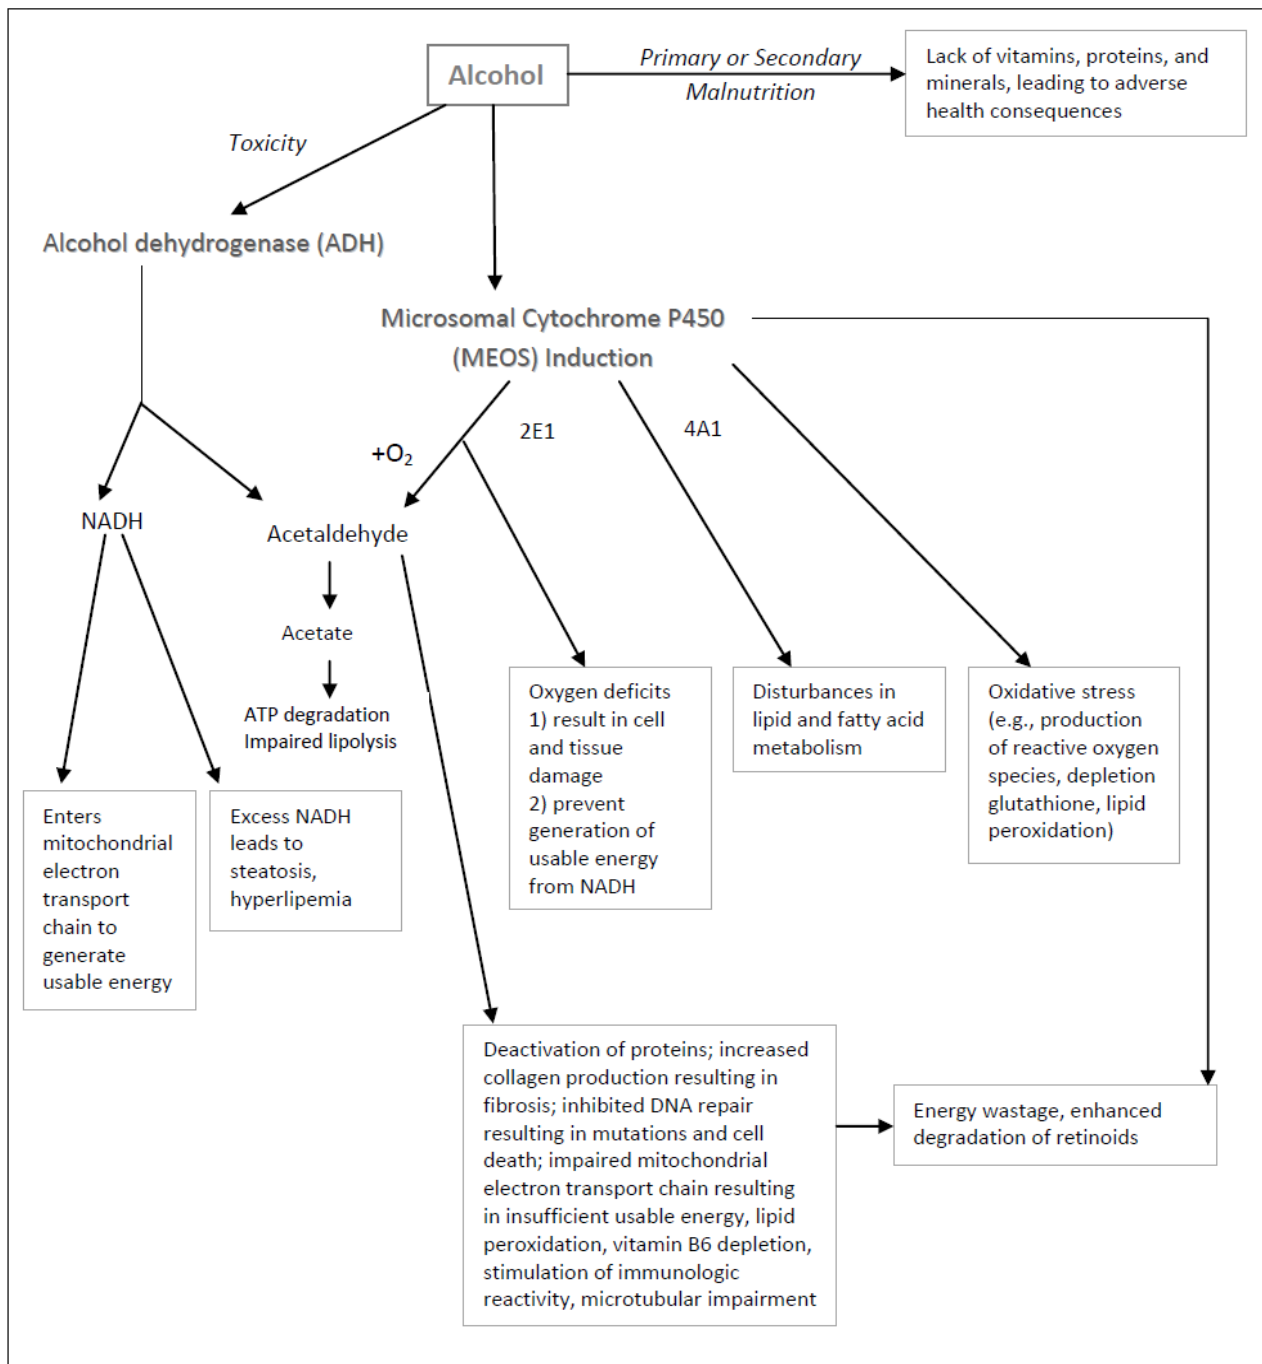 Alcohol
Primary or Secondary
Malnutrition
Lack of vitamins, proteins, and
minerals, leading to adverse
health consequences
Toxicity
Alcohol dehydrogenase (ADH)
Microsomal Cytochrome P450
(MEOS) Induction
+O₂
2E1
4A1
NADH
Acetaldehyde
Acetate
ATP degradation
Impaired lipolysis
Oxygen deficits
1) result in cell
and tissue
damage
2) prevent
generation of
usable energy
from NADH
Disturbances in
lipid and fatty acid
metabolism
Oxidative stress
(e.g., production
of reactive oxygen
species, depletion
glutathione, lipid
peroxidation)
Enters
mitochondrial
electron
transport
chain to
generate
usable energy
Excess NADH
leads to
steatosis,
hyperlipemia
Deactivation of proteins; increased
collagen production resulting in
fibrosis; inhibited DNA repair
resulting in mutations and cell
death; impaired mitochondrial
electron transport chain resulting
in insufficient usable energy, lipid
peroxidation, vitamin B6 depletion,
stimulation of immunologic
reactivity, microtubular impairment
Energy wastage, enhanced
degradation of retinoids